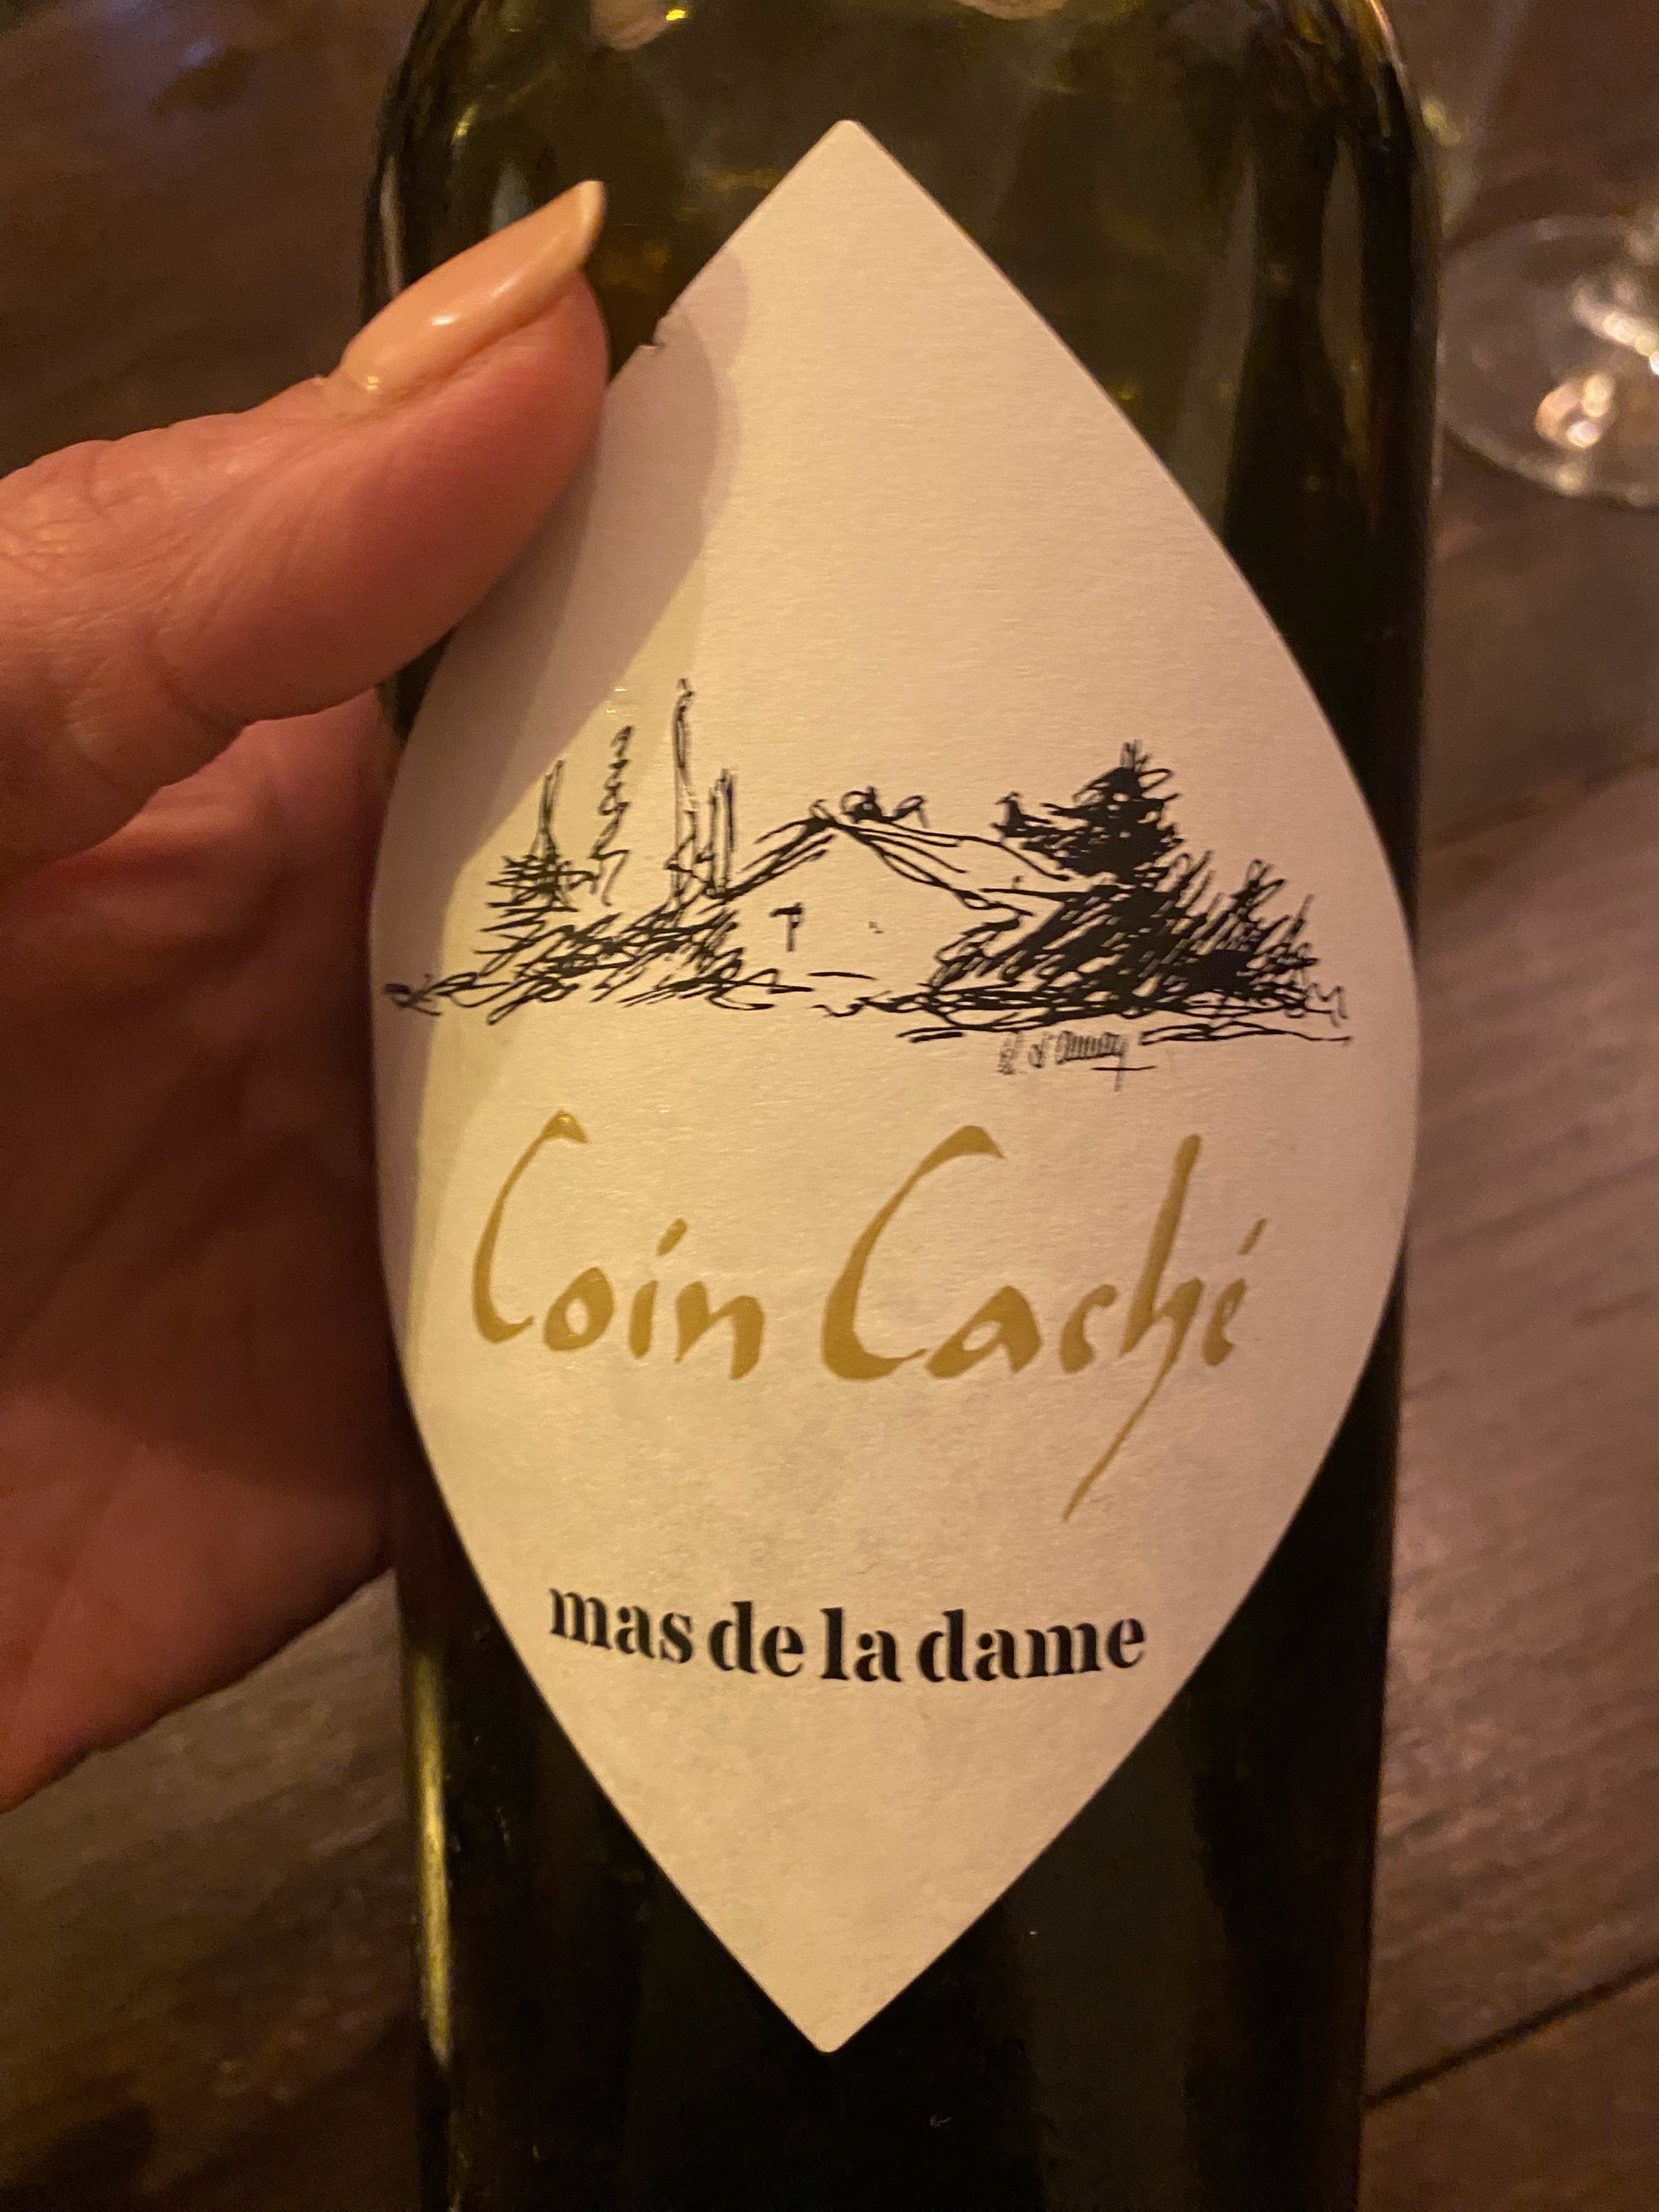 Coin Caché
mas de la dame